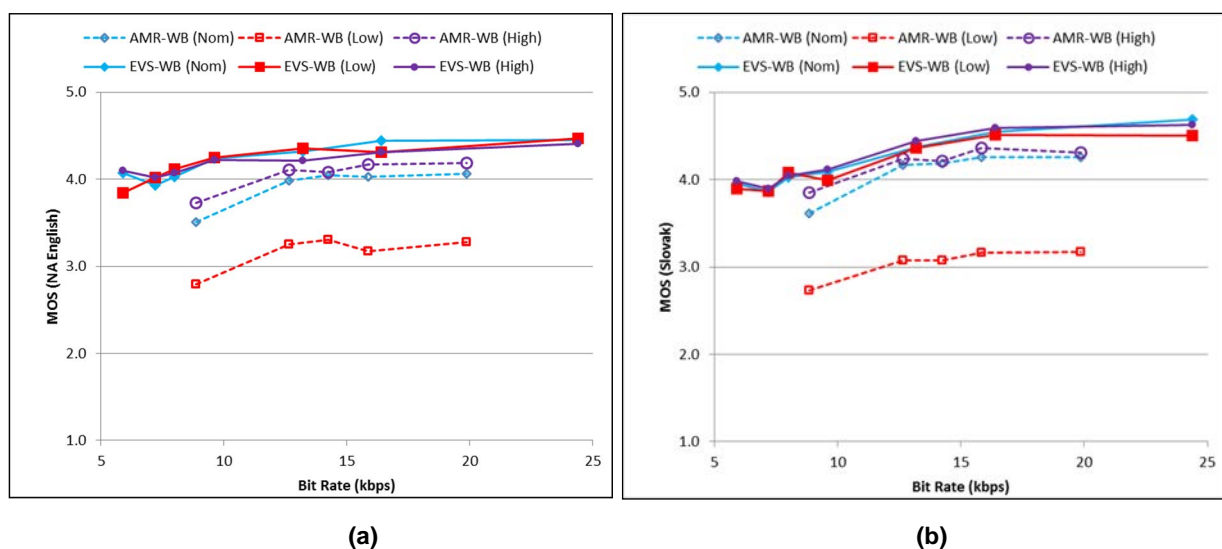 AMR-WB (Nom) AMR-WB (Low) AMR-WB (High)
EVS-WB (Nom) EVS-WB (Low) EVS-WB (High)
5.0
4.0
3.0
2.0
1.0
MOS (NA English)
5 10 15 20 25
Bit Rate (kbps)
(a)
AMR-WB (Nom) AMR-WB (Low) AMR-WB (High)
EVS-WB (Nom) EVS-WB (Low) EVS-WB (High)
5.0
4.0
3.0
2.0
1.0
MOS (Slovak)
5 10 15 20 25
Bit Rate (kbps)
(b)